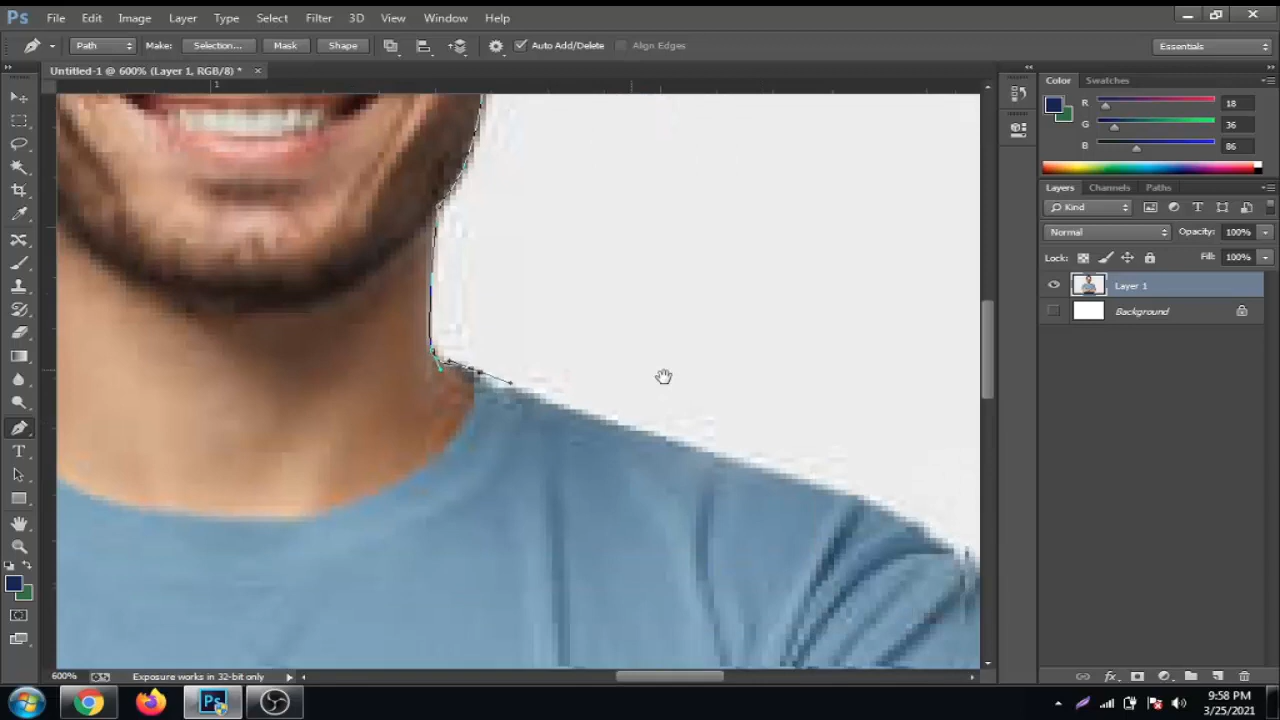 Ps File Edit Image Layer Type Select Filter 3D View Window Help
Path Make: Selection... Mask Shape Auto Add/Delete Align Edges Essentials
Untitled-1 @ 600% (Layer 1, RGB/8) * ×
1
Color Swatches
R 18
G 36
B 86
Layers Channels Paths
Kind
Normal Opacity: 100%
Lock: Fill: 100%
Layer 1
Background
T
fx
600% Exposure works in 32-bit only
Ps
9:58 PM
3/25/2021